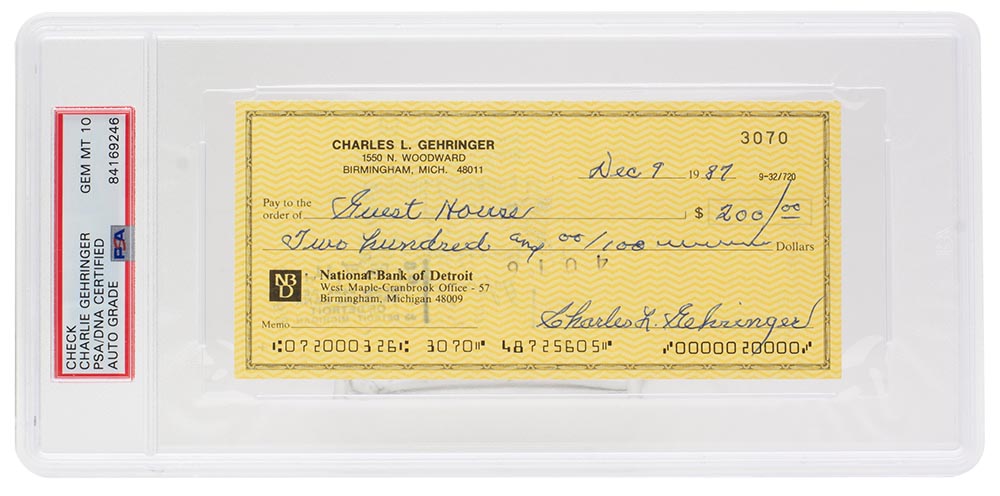 CHECK GEM MT 10
CHARLIE GEHRINGER
PSA/DNA CERTIFIED
AUTO GRADE 84169246
PSA
CHARLES L. GEHRINGER
1550 N. WOODWARD
BIRMINGHAM, MICH. 48011
3070
Dec 9 1987 9-32/720
Pay to the
order of Guest House $ 200/00
Two hundred and 00/100 Dollars
NBD
National Bank of Detroit
West Maple-Cranbrook Office - 57
Birmingham, Michigan 48009
Memo Charles L. Gehringer
⑆072000326⑆ 3070⑈ 48725605⑈ ⑈0000020000⑈